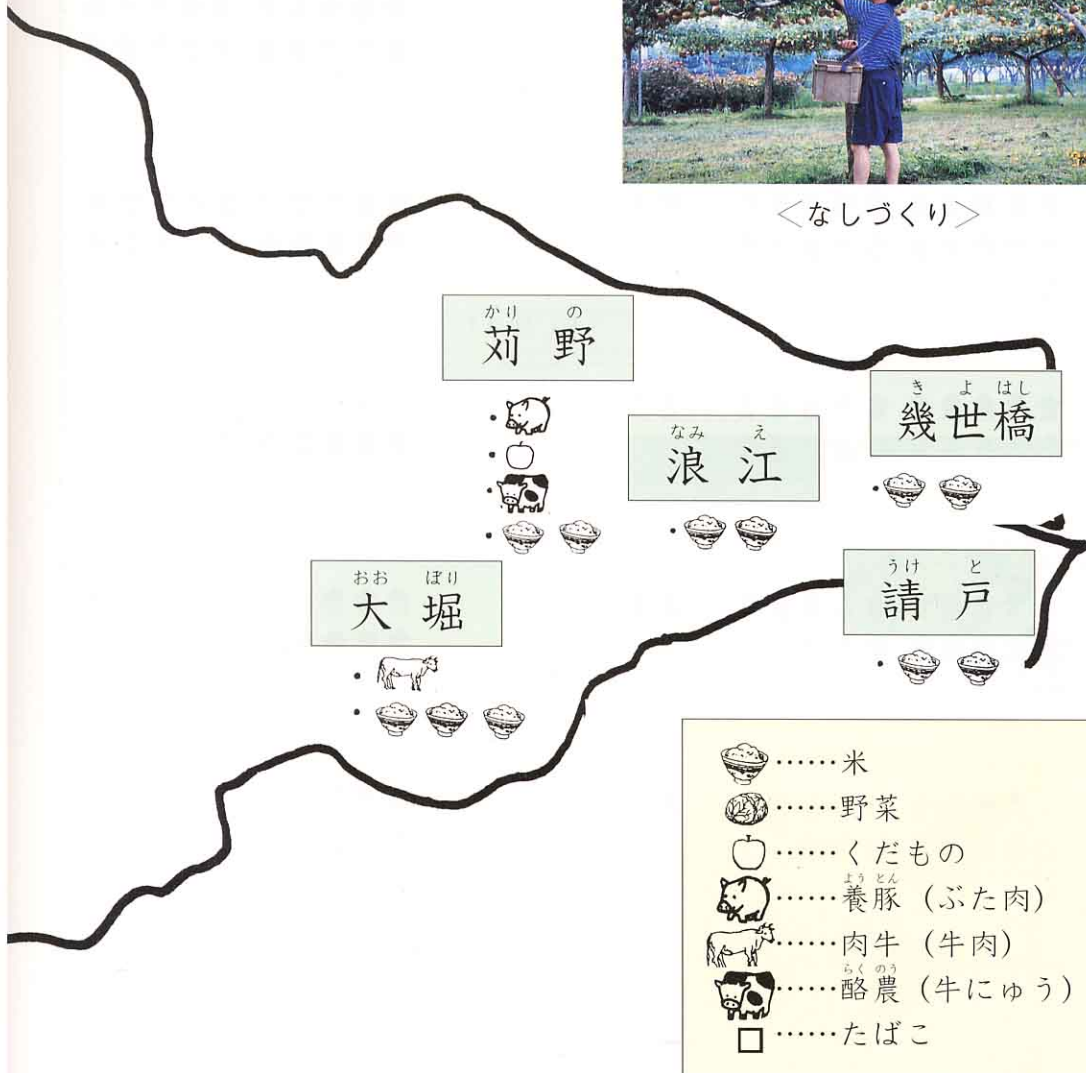 <なしづくり>
かりの
苅野
きよはし
幾世橋
なみえ
浪江
うけと
請戸
おおぼり
大堀
……米
……野菜
……くだもの
ようとん
……養豚(ぶた肉)
……肉牛(牛肉)
らくのう
……酪農(牛にゅう)
……たばこ